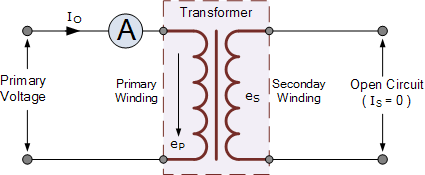 Transformer
Io
A
Primary
Voltage
Primary
Winding
eP
eS
Seconday
Winding
Open Circuit
( IS = 0 )